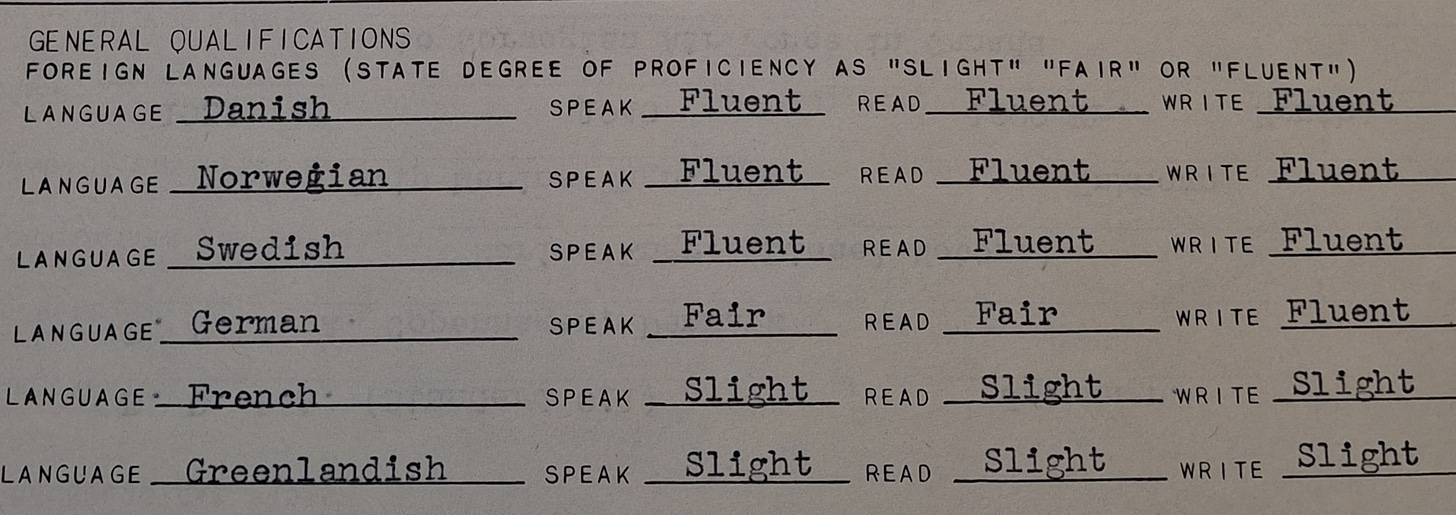 GENERAL QUALIFICATIONS
FOREIGN LANGUAGES (STATE DEGREE OF PROFICIENCY AS "SLIGHT" "FAIR" OR "FLUENT")
LANGUAGE Danish SPEAK Fluent READ Fluent WRITE Fluent
LANGUAGE Norwegian SPEAK Fluent READ Fluent WRITE Fluent
LANGUAGE Swedish SPEAK Fluent READ Fluent WRITE Fluent
LANGUAGE German SPEAK Fair READ Fair WRITE Fluent
LANGUAGE French SPEAK Slight READ Slight WRITE Slight
LANGUAGE Greenlandish SPEAK Slight READ Slight WRITE Slight